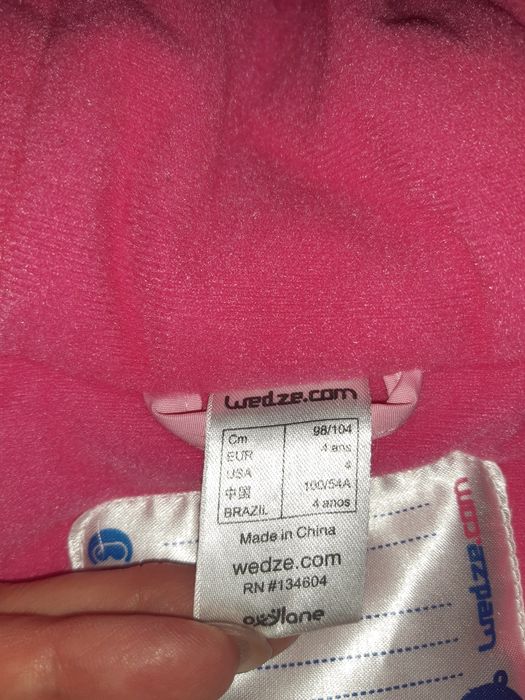 wedze.com
Cm 98/104
EUR 4 ans
USA 4
中国 100/54A
BRAZIL 4 anos
Made in China
wedze.com
RN #134604
oxylane
wedze.com